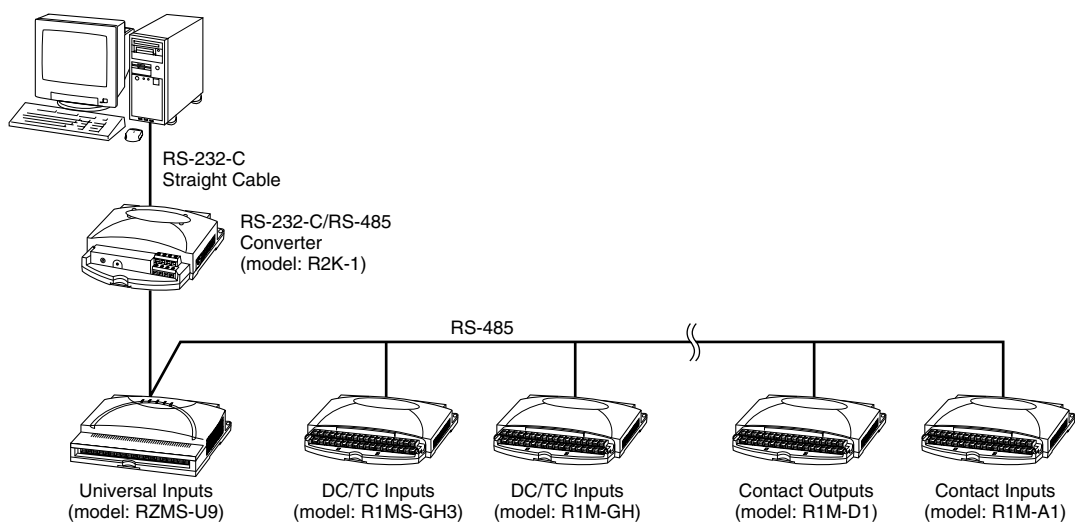 RS-232-C
Straight Cable
RS-232-C/RS-485
Converter
(model: R2K-1)
RS-485
Universal Inputs
(model: RZMS-U9)
DC/TC Inputs
(model: R1MS-GH3)
DC/TC Inputs
(model: R1M-GH)
Contact Outputs
(model: R1M-D1)
Contact Inputs
(model: R1M-A1)